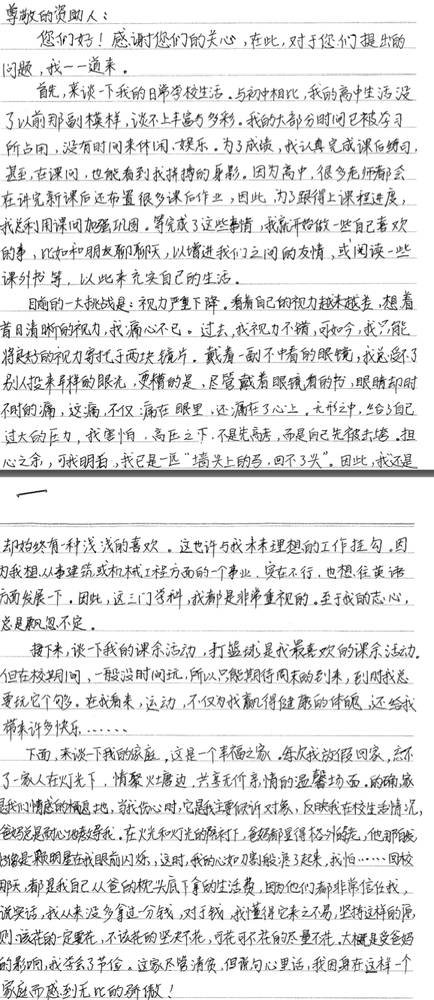 尊敬的资助人：
您们好！感谢您们的关心，在此，对于您们提出的
问题，我一一道来。
首先，来谈一下我的日常学校生活。与初中相比，我的高中生活没
了以前那副模样，谈不上丰富与多彩。我的大部分时间已被学习
所占用，没有时间来休闲、娱乐。为了成绩，我认真完成课后练习，
甚至，在课间，也能看到我拼搏的身影。因为高中，很多老师都会
在讲完新课后还布置很多课后作业，因此，为了跟得上课程进度，
我总利用课间加强巩固。等完成了这些事情，我就开始做一些自己喜欢
的事，比如和朋友聊聊天，以增进我们之间的友情，或阅读一些
课外书等，以此来充实自己的生活。
目前的一大挑战是：视力严重下降。看着自己的视力越来越差，想着
昔日清晰的视力，我痛心不已。过去，我视力不错，可如今，我只能
将良好的视力寄托于两块镜片。戴着一副不中看的眼镜，我总受不了
别人投来异样的眼光，更糟的是，尽管戴着眼镜看的书，眼睛却时
不时的痛，这痛，不仅痛在眼里，还痛在了心上。无形之中，给了自己
过大的压力，我害怕，高压之下，不是先高考，而是自己先被击垮。担
心之余，可我明白，我已是一匹“墙头上的马，回不了头”。因此，我还是
一
却始终有一种浅浅的喜欢。这也许与我未来理想的工作挂勾。因
为我想从事建筑或机械工程方面的一个事业，实在不行，也想往英语
方面发展一下。因此，这三门学科，我都是非常重视的。至于我的志心，
总是飘忽不定。
接下来，谈一下我的课余活动，打篮球是我最喜欢的课余活动。
但在校期间，一般没时间玩，所以只能期待周末的到来，到时我总
要玩它个够。在我看来，运动，不仅为我赢得健康的体魄，还给我
带来许多快乐……
下面，来谈一下我的家庭，这是一个幸福之家。每次我放假回家，忘不
了一家人在灯光下，情聚火塘边，共享无价亲情的温馨场面。的确，家
是我们情感的栖息地，当我伤心时，它是我主要倾诉对象，反映我在校生活情况，
爸妈总是耐心地教导我。在火光和灯光的照衬下，爸妈都显得格外的老，他那白发
好像是颗明星在我眼前闪烁，这时，我的心如刀割般疼了起来，我怕……回校
那天，都是我自己从爸的枕头底下拿的生活费，因为他们都非常信任我，
说实话，我从来没多拿过一分钱，对于钱，我懂得它来之不易，坚持这样的原
则：该花的一定要花，不该花的坚决不花，可花可不花的尽量不花。大概是受爸妈
的影响，我学会了节俭。这家尽管清贫，但说句心里话，我因身在这样一个
家庭而感到无比的骄傲！